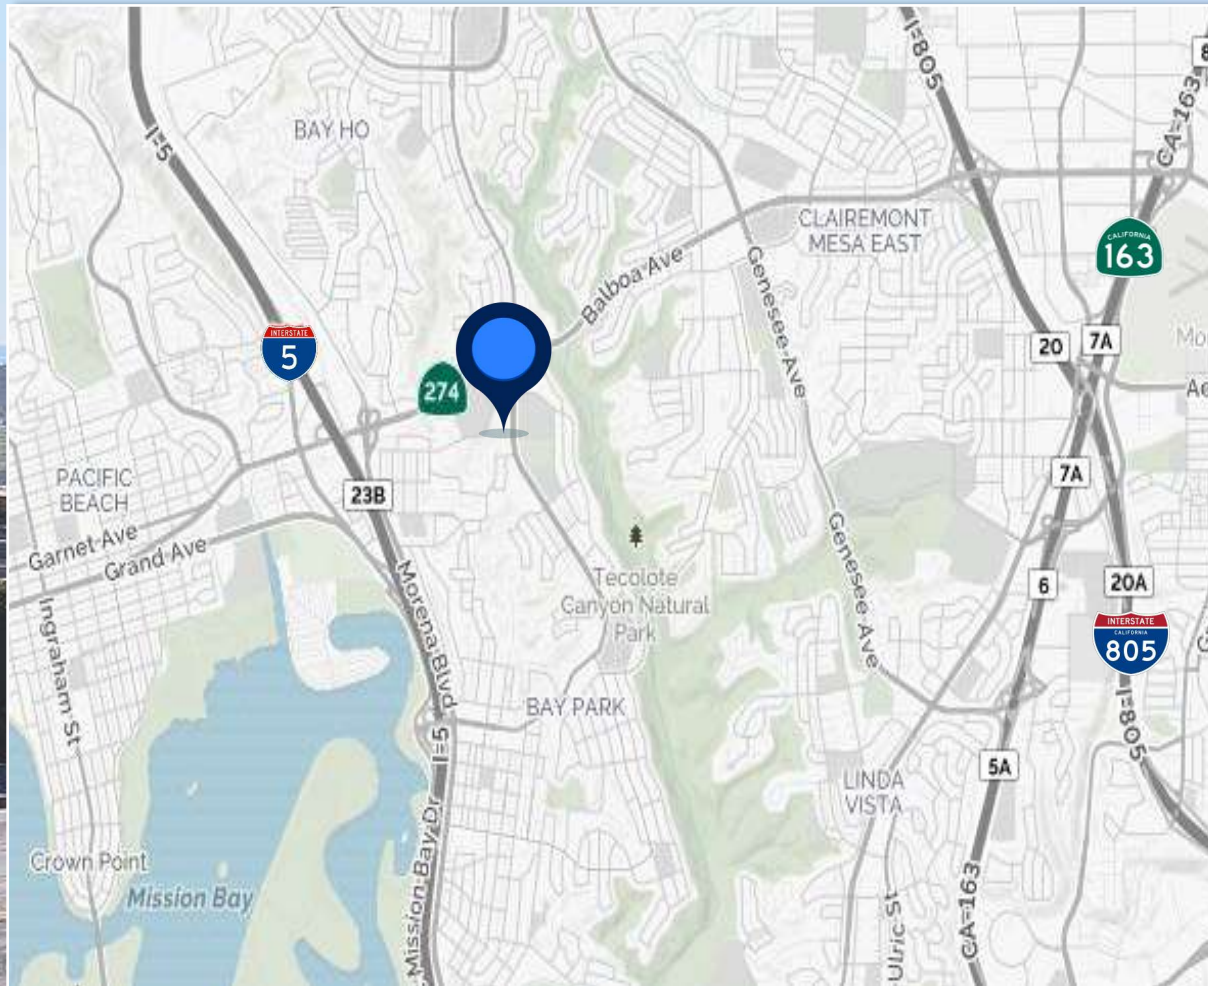 I-805
8
CA-163
I-5
BAY HO
CLAIREMONT
MESA EAST
CALIFORNIA
163
Balboa Ave
Genesee Ave
INTERSTATE
5
274
20
7A
PACIFIC
BEACH
23B
7A
Garnet Ave
Grand Ave
Genesee Ave
Tecolote
Canyon Natural
Park
6
20A
INTERSTATE
CALIFORNIA
805
Ingraham St
Morena Blvd
BAY PARK
I-5
I-805
5A
LINDA
VISTA
Crown Point
Mission Bay
Mission Bay Dr
Ulric St
CA-163